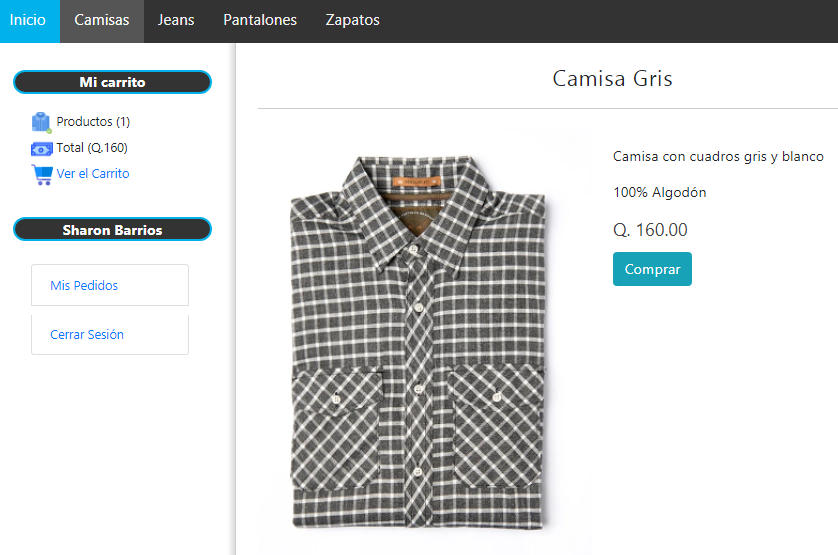 Inicio Camisas Jeans Pantalones Zapatos
Mi carrito
Productos (1)
Total (Q.160)
Ver el Carrito
Sharon Barrios
Mis Pedidos
Cerrar Sesión
Camisa Gris
Camisa con cuadros gris y blanco
100% Algodón
Q. 160.00
Comprar